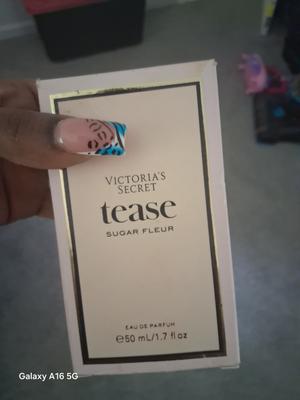 VICTORIA'S
SECRET
tease
SUGAR FLEUR
EAU DE PARFUM
℮50 mL/1.7 fl oz
Galaxy A16 5G